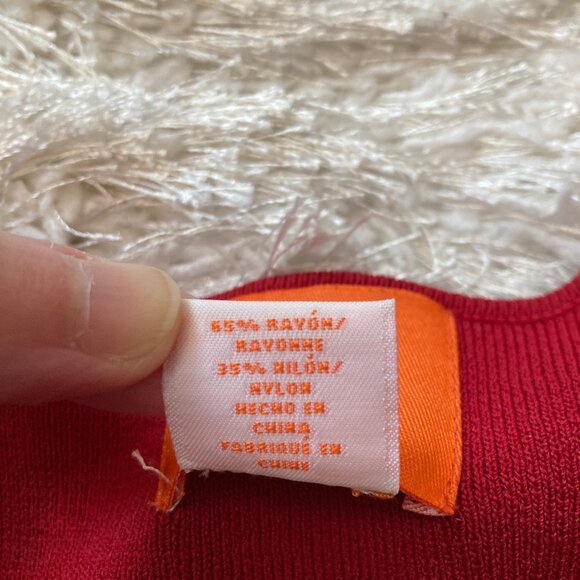 65% RAYÓN/
RAYONNE
35% NILÓN/
NYLON
HECHO EN
CHINA
FABRIQUÉ EN
CHINE